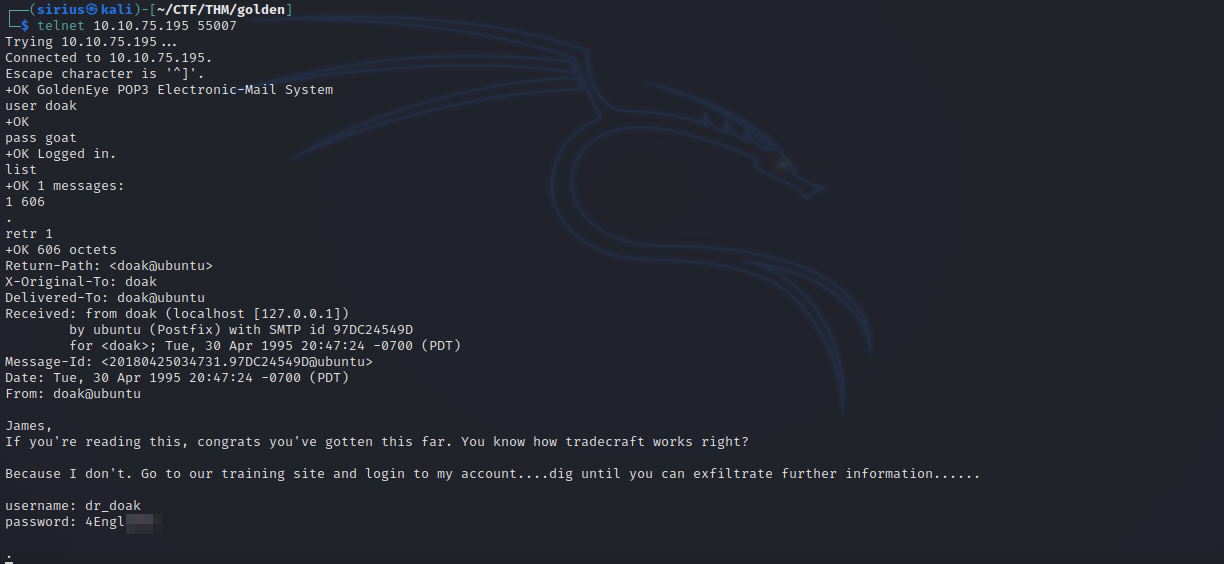 ┌──(sirius㉿kali)-[~/CTF/THM/golden]
└─$ telnet 10.10.75.195 55007
Trying 10.10.75.195...
Connected to 10.10.75.195.
Escape character is '^]'.
+OK GoldenEye POP3 Electronic-Mail System
user doak
+OK
pass goat
+OK Logged in.
list
+OK 1 messages:
1 606
.
retr 1
+OK 606 octets
Return-Path: <doak@ubuntu>
X-Original-To: doak
Delivered-To: doak@ubuntu
Received: from doak (localhost [127.0.0.1])
        by ubuntu (Postfix) with SMTP id 97DC24549D
        for <doak>; Tue, 30 Apr 1995 20:47:24 -0700 (PDT)
Message-Id: <20180425034731.97DC24549D@ubuntu>
Date: Tue, 30 Apr 1995 20:47:24 -0700 (PDT)
From: doak@ubuntu

James,
If you're reading this, congrats you've gotten this far. You know how tradecraft works right?

Because I don't. Go to our training site and login to my account....dig until you can exfiltrate further information......

username: dr_doak
password: 4Engl

.